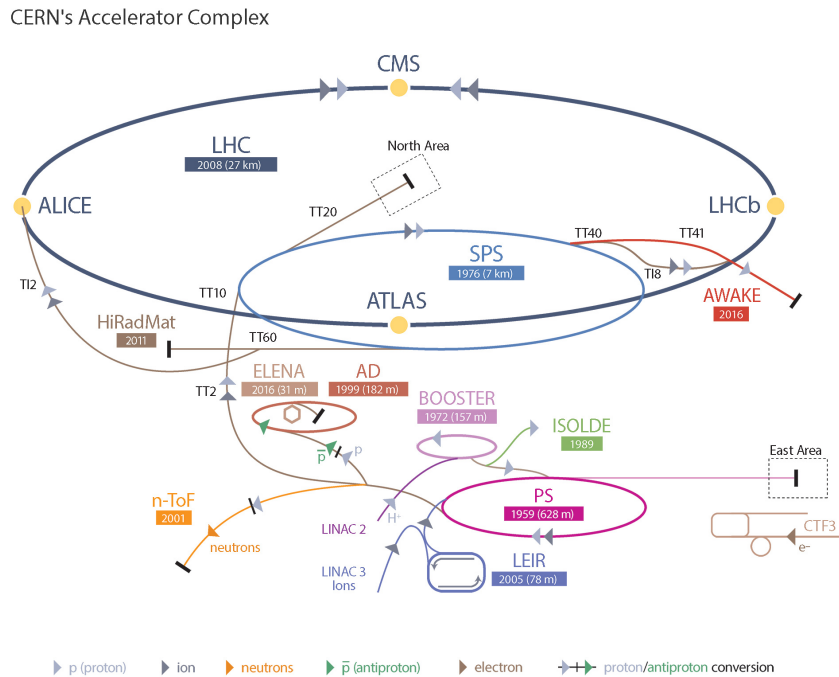 CERN's Accelerator Complex
CMS
LHC
2008 (27 km)
North Area
ALICE
TT20
LHCb
TT40
TT41
SPS
1976 (7 km)
TI8
TI2
TT10
ATLAS
AWAKE
2016
HiRadMat
2011
TT60
ELENA
2016 (31 m)
AD
1999 (182 m)
TT2
BOOSTER
1972 (157 m)
ISOLDE
1989
p̅
p
East Area
n-ToF
2001
PS
1959 (628 m)
H⁺
LINAC 2
neutrons
CTF3
e⁻
LEIR
2005 (78 m)
LINAC 3
Ions
p (proton)
ion
neutrons
p̅ (antiproton)
electron
proton/antiproton conversion